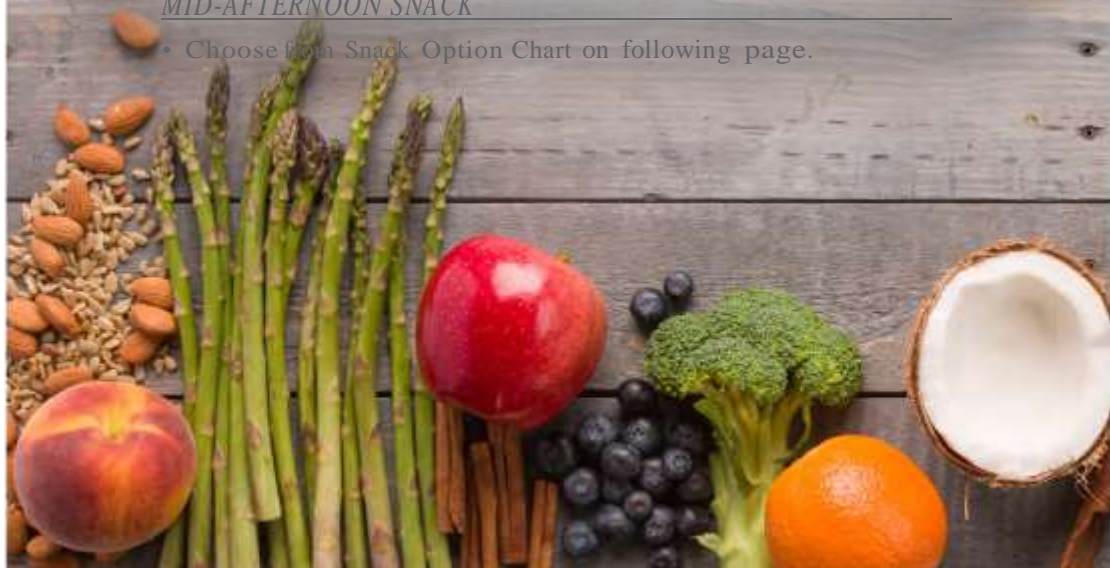 MID-AFTERNOON SNACK
• Choose from Snack Option Chart on following page.